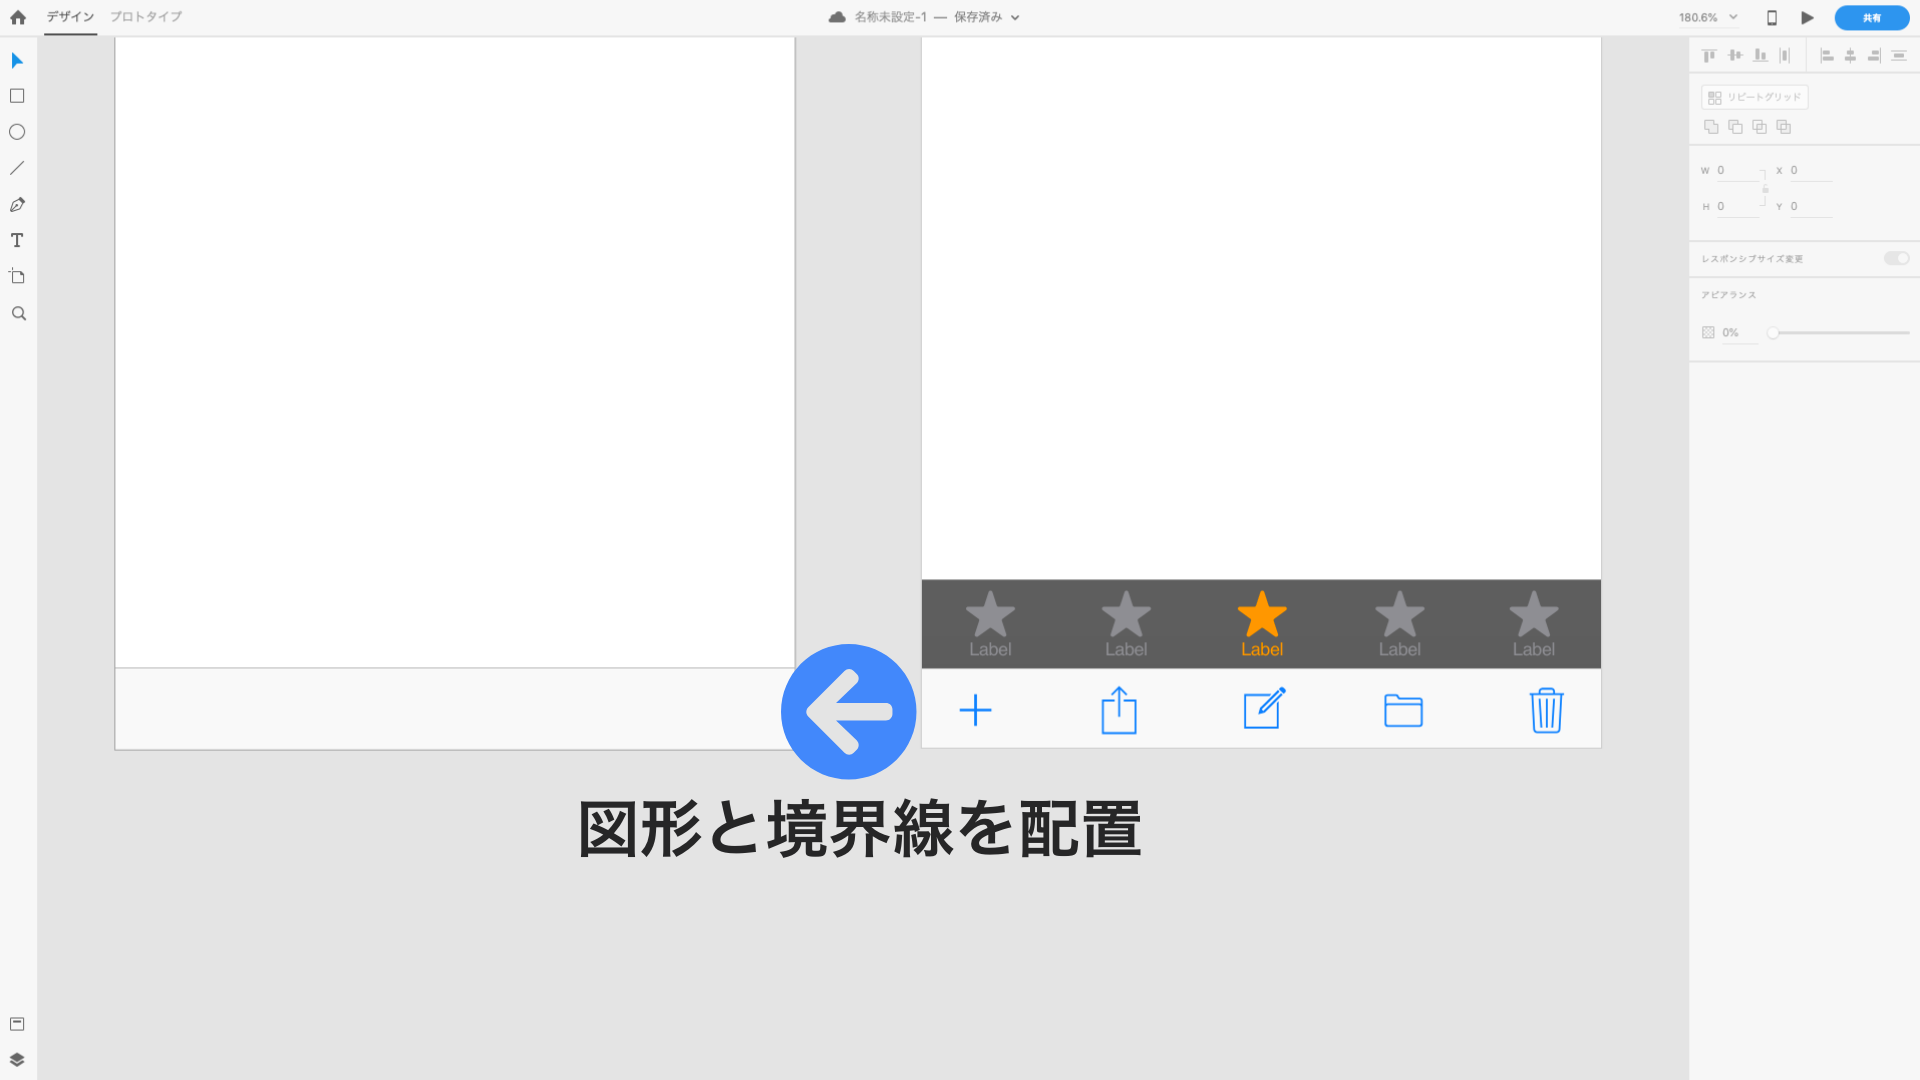 デザイン プロトタイプ
名称未設定-1 — 保存済み
180.6%
共有
リピートグリッド
W 0 X 0
H 0 Y 0
レスポンシブサイズ変更
アピアランス
0%
Label Label Label Label Label
図形と境界線を配置